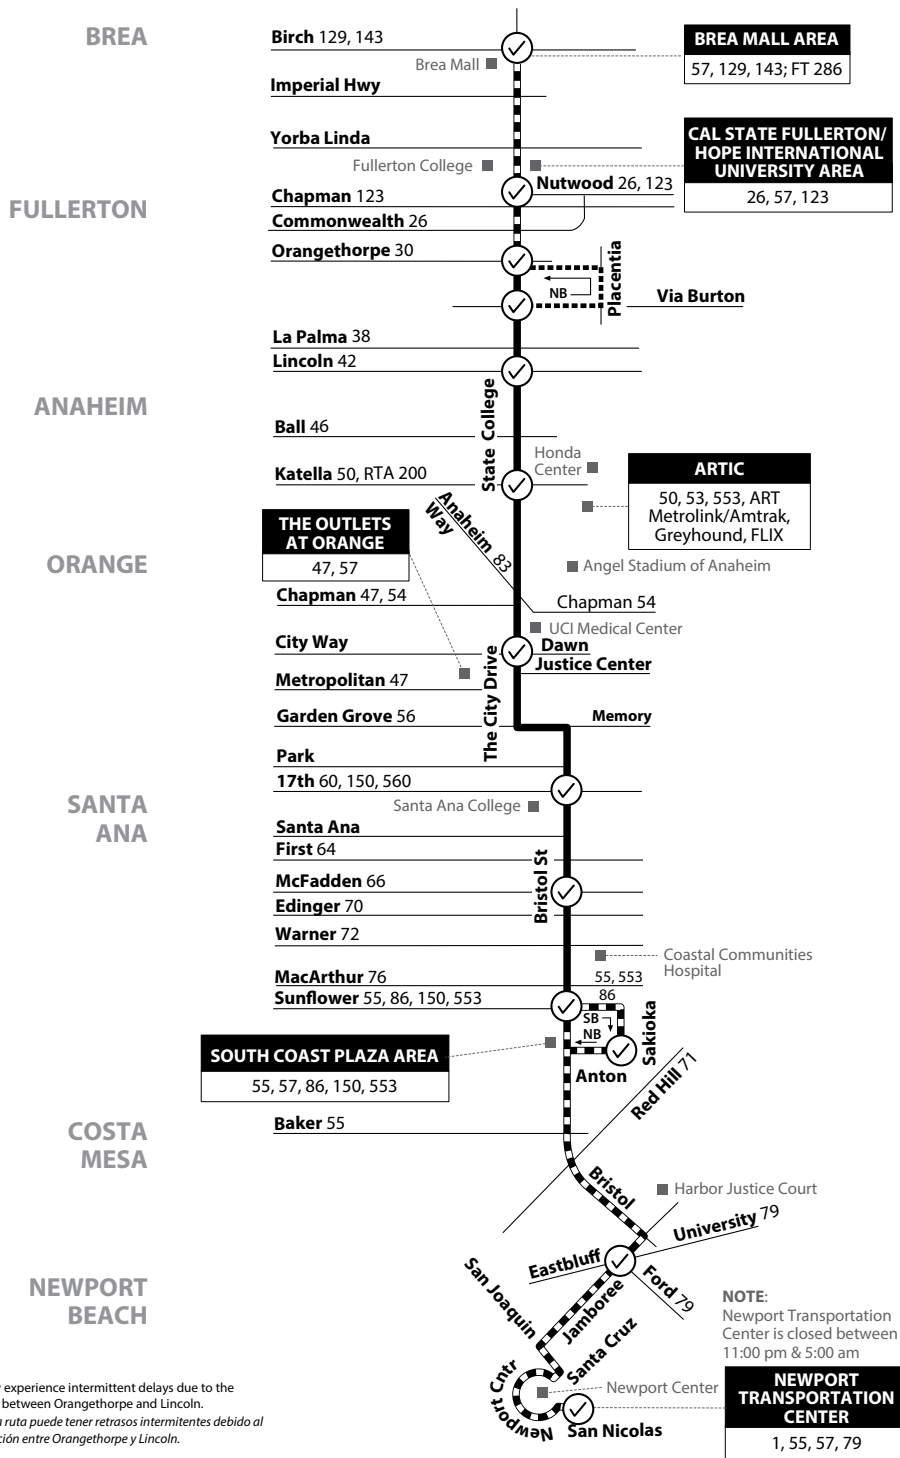 BREA
Birch 129, 143
Brea Mall
BREA MALL AREA
57, 129, 143; FT 286
Imperial Hwy
Yorba Linda
Fullerton College
CAL STATE FULLERTON/
HOPE INTERNATIONAL
UNIVERSITY AREA
26, 57, 123
Nutwood 26, 123
FULLERTON
Chapman 123
Commonwealth 26
Orangethorpe 30
NB
Placentia
Via Burton
La Palma 38
Lincoln 42
ANAHEIM
State College
Ball 46
Honda
Center
Katella 50, RTA 200
ARTIC
50, 53, 553, ART
Metrolink/Amtrak,
Greyhound, FLIX
Anaheim 83
Way
THE OUTLETS
AT ORANGE
47, 57
ORANGE
Angel Stadium of Anaheim
Chapman 47, 54
Chapman 54
UCI Medical Center
City Way
Dawn
Justice Center
The City Drive
Metropolitan 47
Garden Grove 56
Memory
Park
17th 60, 150, 560
SANTA
ANA
Santa Ana College
Santa Ana
First 64
Bristol St
McFadden 66
Edinger 70
Warner 72
Coastal Communities
Hospital
MacArthur 76
55, 553
Sunflower 55, 86, 150, 553
86
SB
NB
Sakioka
Anton
SOUTH COAST PLAZA AREA
55, 57, 86, 150, 553
Red Hill 71
COSTA
MESA
Baker 55
Bristol
Harbor Justice Court
University 79
Eastbluff
Ford 79
San Joaquin
Jamboree
NEWPORT
BEACH
NOTE:
Newport Transportation
Center is closed between
11:00 pm & 5:00 am
Santa Cruz
Newport Cntr
Newport
Newport Center
San Nicolas
NEWPORT
TRANSPORTATION
CENTER
1, 55, 57, 79
experience intermittent delays due to the
between Orangethorpe and Lincoln.
ruta puede tener retrasos intermitentes debido al
entre Orangethorpe y Lincoln.